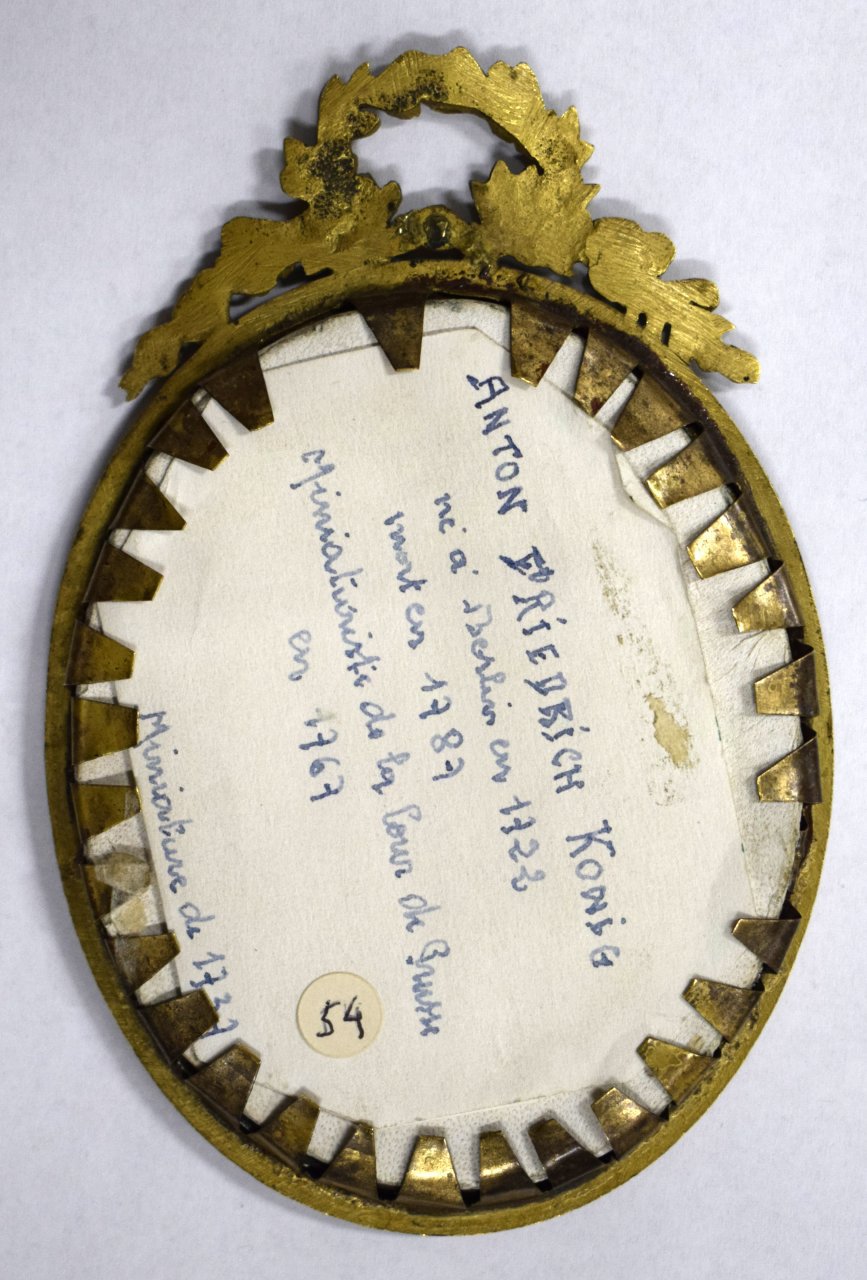 ANTON FRIEDRICH KONIG
né à Berlin en 1722
mort en 1787
Miniaturiste de la Cour de Prusse
en 1767
Miniature de
54